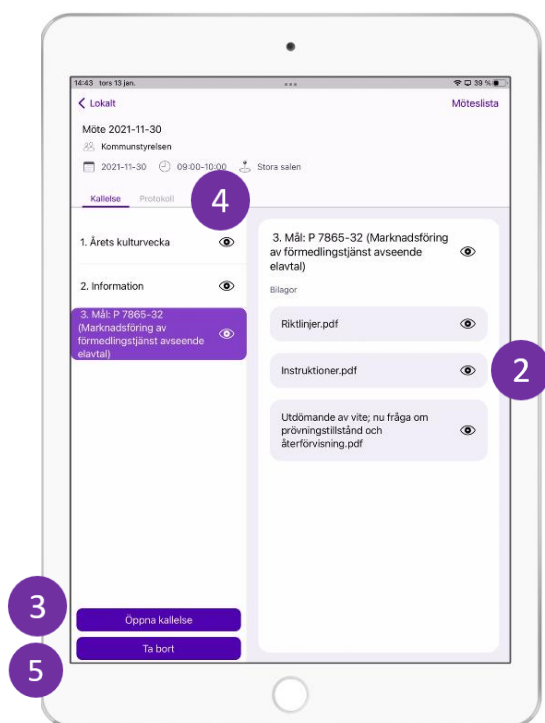 14:43 tors 13 jan.
39 %
Lokalt
Möteslista
Möte 2021-11-30
Kommunstyrelsen
2021-11-30 09:00-10:00 Stora salen
Kallelse Protokoll
4
1. Årets kulturvecka
2. Information
3. Mål: P 7865-32
(Marknadsföring av
förmedlingstjänst avseende
elavtal)
3. Mål: P 7865-32 (Marknadsföring
av förmedlingstjänst avseende
elavtal)
Bilagor
Riktlinjer.pdf
Instruktioner.pdf
2
Utdömande av vite; nu fråga om
prövningstillstånd och
återförvisning.pdf
3
Öppna kallelse
Ta bort
5